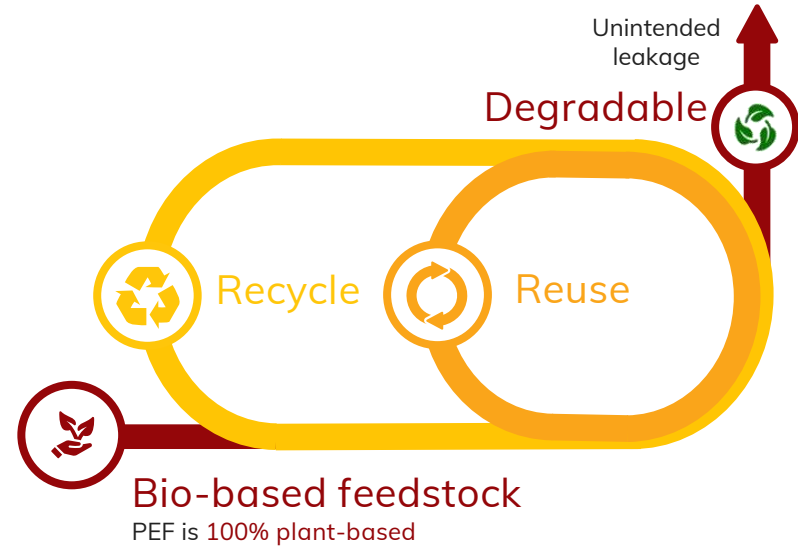 Unintended
leakage
Degradable
Recycle
Reuse
Bio-based feedstock
PEF is 100% plant-based